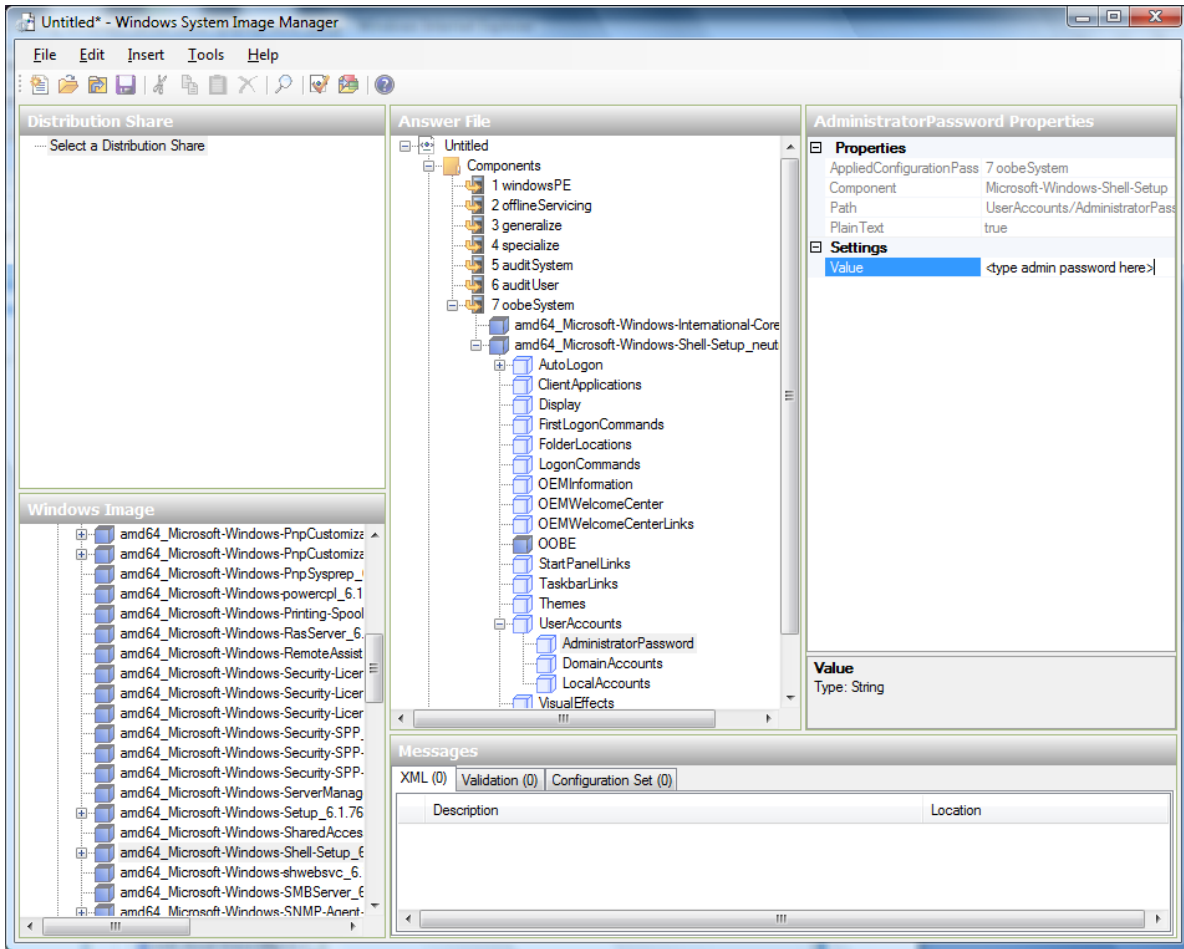 Untitled* - Windows System Image Manager
File Edit Insert Tools Help
Distribution Share
Select a Distribution Share
Windows Image
amd64_Microsoft-Windows-PnpCustomiza
amd64_Microsoft-Windows-PnpCustomiza
amd64_Microsoft-Windows-PnpSysprep_
amd64_Microsoft-Windows-powercpl_6.1
amd64_Microsoft-Windows-Printing-Spool
amd64_Microsoft-Windows-RasServer_6.
amd64_Microsoft-Windows-RemoteAssist
amd64_Microsoft-Windows-Security-Licer
amd64_Microsoft-Windows-Security-Licer
amd64_Microsoft-Windows-Security-Licer
amd64_Microsoft-Windows-Security-SPP_
amd64_Microsoft-Windows-Security-SPP-
amd64_Microsoft-Windows-Security-SPP-
amd64_Microsoft-Windows-ServerManag
amd64_Microsoft-Windows-Setup_6.1.76
amd64_Microsoft-Windows-SharedAcces
amd64_Microsoft-Windows-Shell-Setup_6
amd64_Microsoft-Windows-shwebsvc_6.
amd64_Microsoft-Windows-SMBServer_6
amd64_Microsoft-Windows-SNMP-Agent-
Answer File
Untitled
Components
1 windowsPE
2 offlineServicing
3 generalize
4 specialize
5 auditSystem
6 auditUser
7 oobeSystem
amd64_Microsoft-Windows-International-Core
amd64_Microsoft-Windows-Shell-Setup_neut
AutoLogon
ClientApplications
Display
FirstLogonCommands
FolderLocations
LogonCommands
OEMInformation
OEMWelcomeCenter
OEMWelcomeCenterLinks
OOBE
StartPanelLinks
TaskbarLinks
Themes
UserAccounts
AdministratorPassword
DomainAccounts
LocalAccounts
VisualEffects
AdministratorPassword Properties
Properties
AppliedConfigurationPass 7 oobeSystem
Component Microsoft-Windows-Shell-Setup
Path UserAccounts/AdministratorPass
PlainText true
Settings
Value <type admin password here>
Value
Type: String
Messages
XML (0) Validation (0) Configuration Set (0)
Description Location